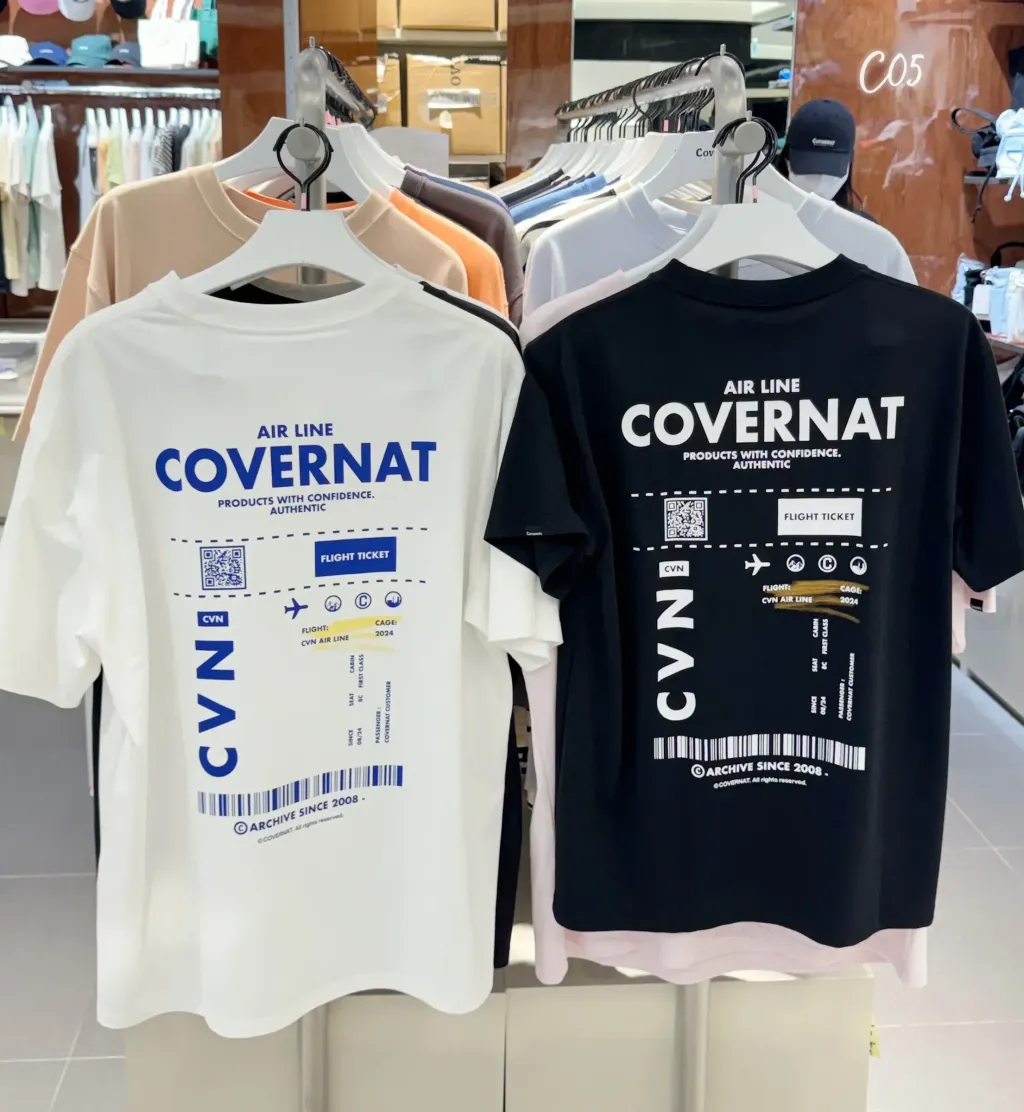 C05
AIR LINE
COVERNAT
PRODUCTS WITH CONFIDENCE.
AUTHENTIC
FLIGHT TICKET
CVN
CVN
FLIGHT:
CAGE:
CVN AIR LINE
2024
SINCE SEAT CABIN
08/24 EC FIRST CLASS
PASSENGER :
COVERNAT CUSTOMER
©ARCHIVE SINCE 2008 -
©COVERNAT. All rights reserved.
AIR LINE
COVERNAT
PRODUCTS WITH CONFIDENCE.
AUTHENTIC
FLIGHT TICKET
CVN
CVN
FLIGHT:
CAGE:
CVN AIR LINE
2024
SINCE SEAT CABIN
08/24 EC FIRST CLASS
PASSENGER :
COVERNAT CUSTOMER
©ARCHIVE SINCE 2008 -
©COVERNAT. All rights reserved.